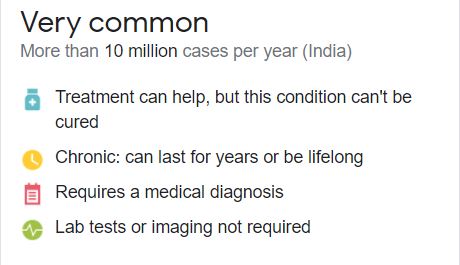 Very common
More than 10 million cases per year (India)
Treatment can help, but this condition can't be
cured
Chronic: can last for years or be lifelong
Requires a medical diagnosis
Lab tests or imaging not required